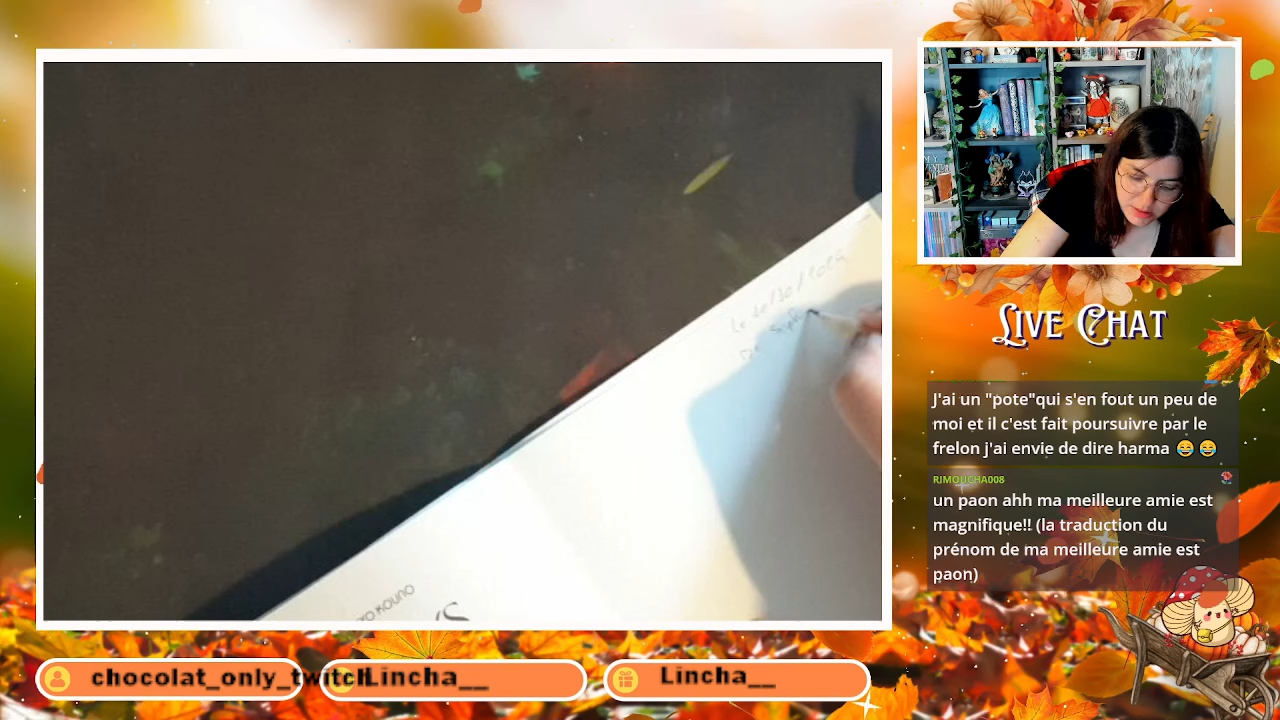 LIVE CHAT
J'ai un "pote"qui s'en fout un peu de
moi et il c'est fait poursuivre par le
frelon j'ai envie de dire harma 😂 😂
RIMOUCHA008
un paon ahh ma meilleure amie est
magnifique!! (la traduction du
prénom de ma meilleure amie est
paon)
KOUNO
chocolat_only_twitch
Lincha__
Lincha__